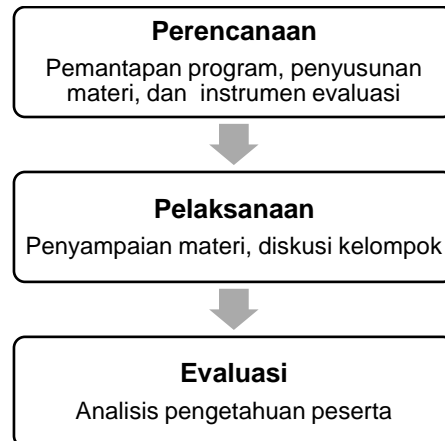 Perencanaan
Pemantapan program, penyusunan
materi, dan instrumen evaluasi
Pelaksanaan
Penyampaian materi, diskusi kelompok
Evaluasi
Analisis pengetahuan peserta